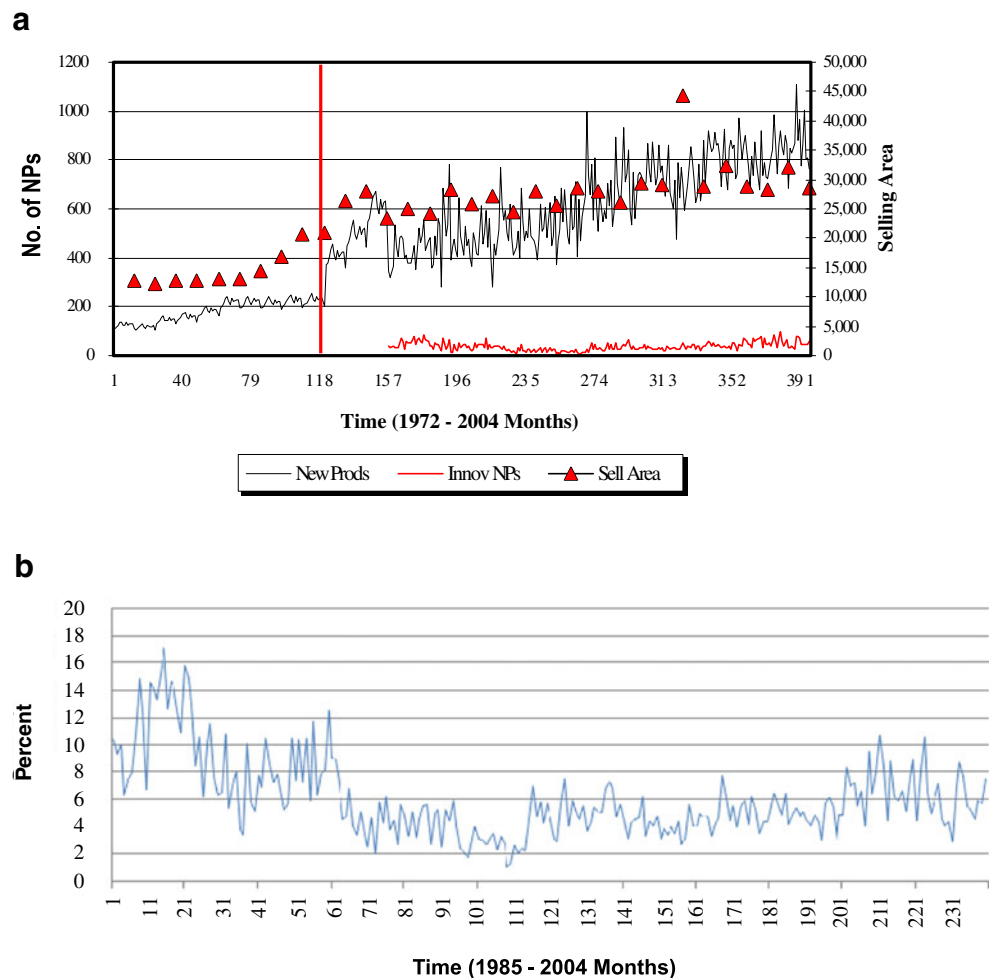 a
No. of NPs
1200
1000
800
600
400
200
0
50,000
45,000
40,000
35,000
30,000
25,000
20,000
15,000
10,000
5,000
0
Selling Area
1 40 79 118 157 196 235 274 313 352 391
Time (1972 - 2004 Months)
New Prods Innov NPs Sell Area
b
Percent
20
18
16
14
12
10
8
6
4
2
0
1 11 21 31 41 51 61 71 81 91 101 111 121 131 141 151 161 171 181 191 201 211 221 231
Time (1985 - 2004 Months)